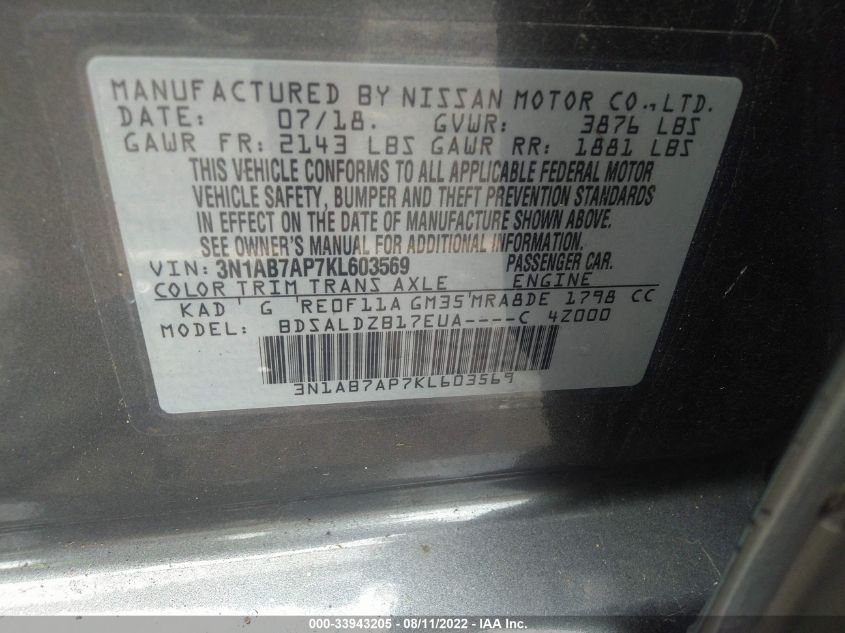 MANUFACTURED BY NISSAN MOTOR CO., LTD.
DATE: 07/18. GVWR: 3876 LBS
GAWR FR: 2143 LBS GAWR RR: 1881 LBS
THIS VEHICLE CONFORMS TO ALL APPLICABLE FEDERAL MOTOR
VEHICLE SAFETY, BUMPER AND THEFT PREVENTION STANDARDS
IN EFFECT ON THE DATE OF MANUFACTURE SHOWN ABOVE.
SEE OWNER'S MANUAL FOR ADDITIONAL INFORMATION.
VIN: 3N1AB7AP7KL603569 PASSENGER CAR.
COLOR TRIM TRANS AXLE ENGINE
KAD ' G 'RE0F11A GM35'MRA8DE 1798 CC
MODEL: BDSALDZB17EUA----C 4Z000
3N1AB7AP7KL603569
000-33943205 - 08/11/2022 - IAA Inc.